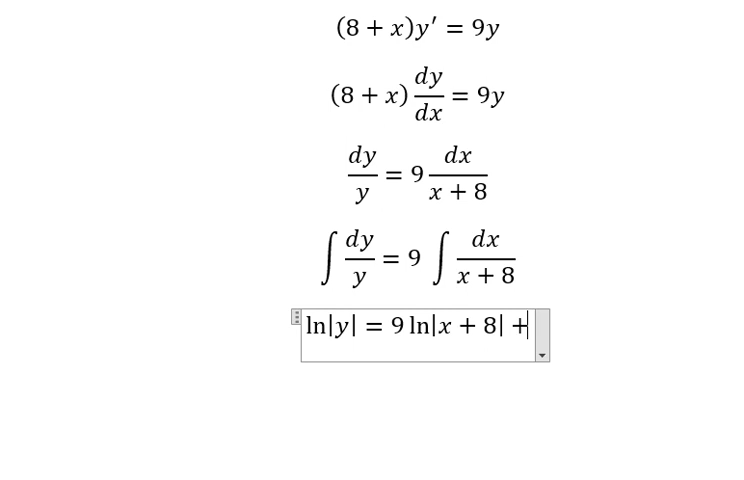 (8 + x)y′ = 9y
(8 + x) dy/dx = 9y
dy/y = 9 dx/(x + 8)
∫ dy/y = 9 ∫ dx/(x + 8)
ln|y| = 9 ln|x + 8| +